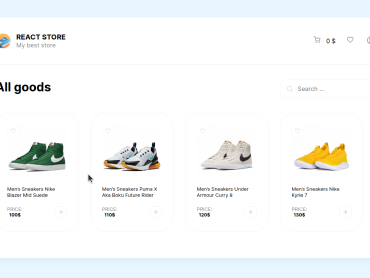 REACT STORE
My best store
0 $
All goods
Search ...
Men's Sneakers Nike
Blazer Mid Suede
PRICE:
100$
Men's Sneakers Puma X
Aka Boku Future Rider
PRICE:
110$
Men's Sneakers Under
Armour Curry 8
PRICE:
120$
Men's Sneakers Nike
Kyrie 7
PRICE:
130$